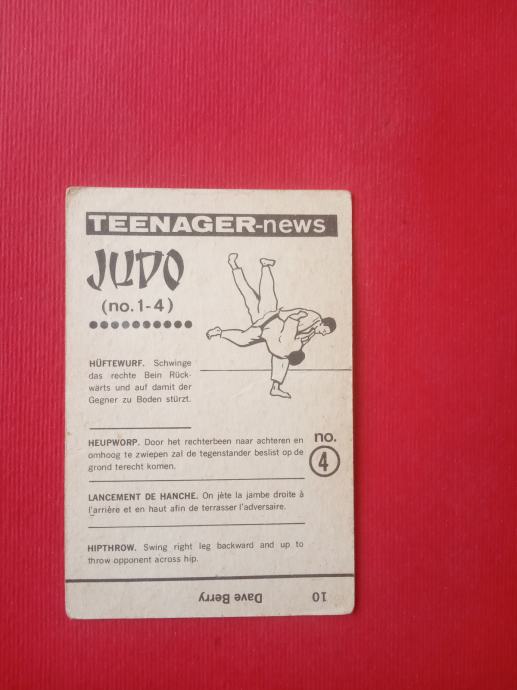 TEENAGER-news
JUDO
(no.1-4)
HÜFTEWURF. Schwinge
das rechte Bein Rück-
wärts und auf damit der
Gegner zu Boden stürzt.
HEUPWORP. Door het rechterbeen naar achteren en
omhoog te zwiepen zal de tegenstander beslist op de
grond terecht komen.
no.
4
LANCEMENT DE HANCHE. On jète la jambe droite à
l'arrière et en haut afin de terrasser l'adversaire.
HIPTHROW. Swing right leg backward and up to
throw opponent across hip.
10 Dave Berry